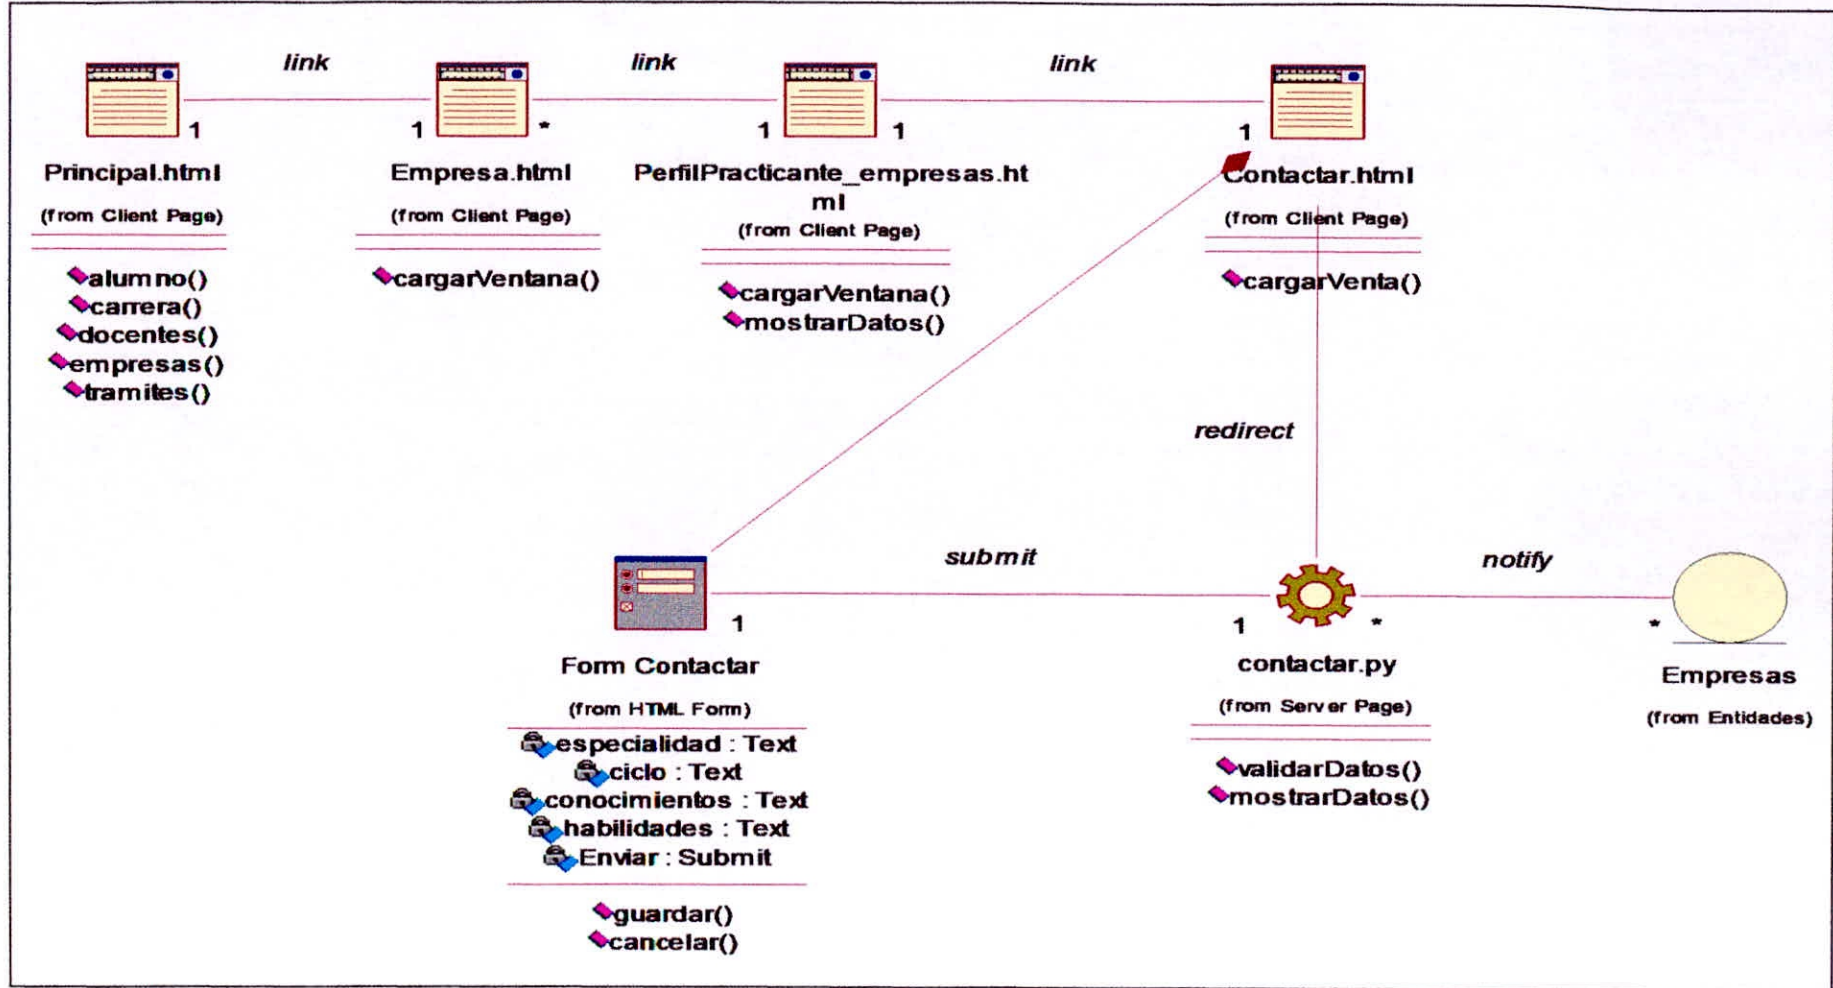 link
link
link
1
1
*
1
1
1
Principal.html
(from Client Page)
alumno()
carrera()
docentes()
empresas()
tramites()
Empresa.html
(from Client Page)
cargarVentana()
PerfilPracticante_empresas.ht
ml
(from Client Page)
cargarVentana()
mostrarDatos()
Contactar.html
(from Client Page)
cargarVenta()
redirect
submit
notify
1
1
*
*
Form Contactar
(from HTML Form)
especialidad : Text
ciclo : Text
conocimientos : Text
habilidades : Text
Enviar : Submit
guardar()
cancelar()
contactar.py
(from Server Page)
validarDatos()
mostrarDatos()
Empresas
(from Entidades)